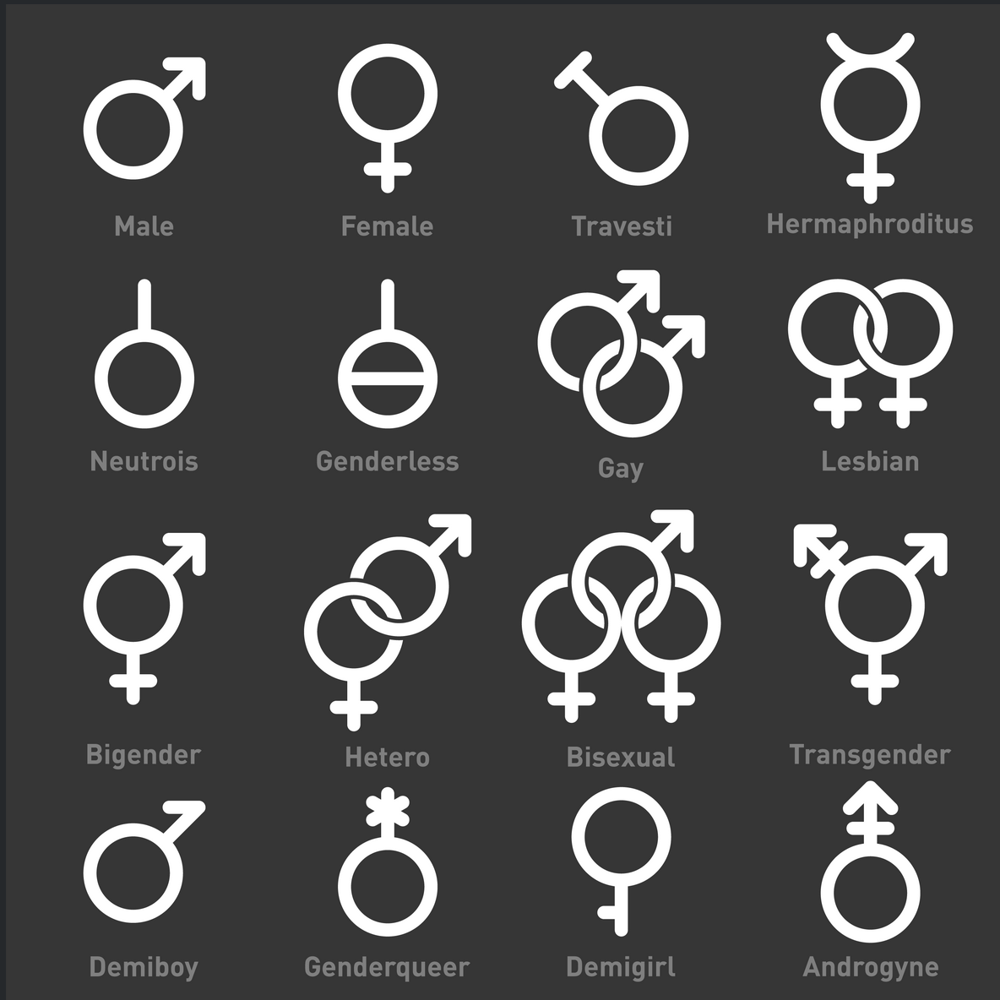 Male
Female
Travesti
Hermaphroditus
Neutrois
Genderless
Gay
Lesbian
Bigender
Hetero
Bisexual
Transgender
Demiboy
Genderqueer
Demigirl
Androgyne